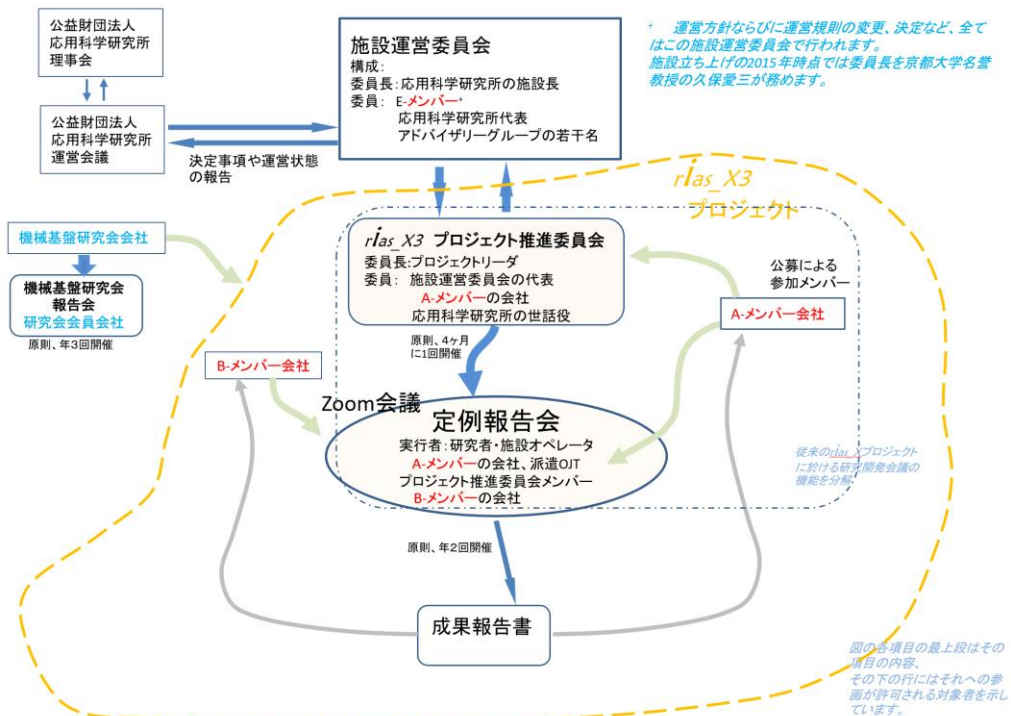 公益財団法人
応用科学研究所
理事会
公益財団法人
応用科学研究所
運営会議
決定事項や運営状態
の報告
施設運営委員会
構成:
委員長:応用科学研究所の施設長
委員: E-メンバー⁺
応用科学研究所代表
アドバイザリーグループの若干名
⁺ 運営方針ならびに運営規則の変更、決定など、全て
はこの施設運営委員会で行われます。
施設立ち上げの2015年時点では委員長を京都大学名誉
教授の久保愛三が務めます。
rias_X3
プロジェクト
機械基盤研究会会社
機械基盤研究会
報告会
研究会会員会社
原則、年3回開催
rias_X3 プロジェクト推進委員会
委員長:プロジェクトリーダ
委員: 施設運営委員会の代表
A-メンバーの会社
応用科学研究所の世話役
公募による
参加メンバー
A-メンバー会社
原則、4ヶ月
に1回開催
B-メンバー会社
Zoom会議
定例報告会
実行者:研究者・施設オペレータ
A-メンバーの会社、派遣OJT
プロジェクト推進委員会メンバー
B-メンバーの会社
従来のrias_Xプロジェクト
に於ける研究開発会議の
機能を分解
原則、年2回開催
成果報告書
図の各項目の最上段はその
項目の内容、
その下の行にはそれへの参
画が許可される対象者を示し
ています。